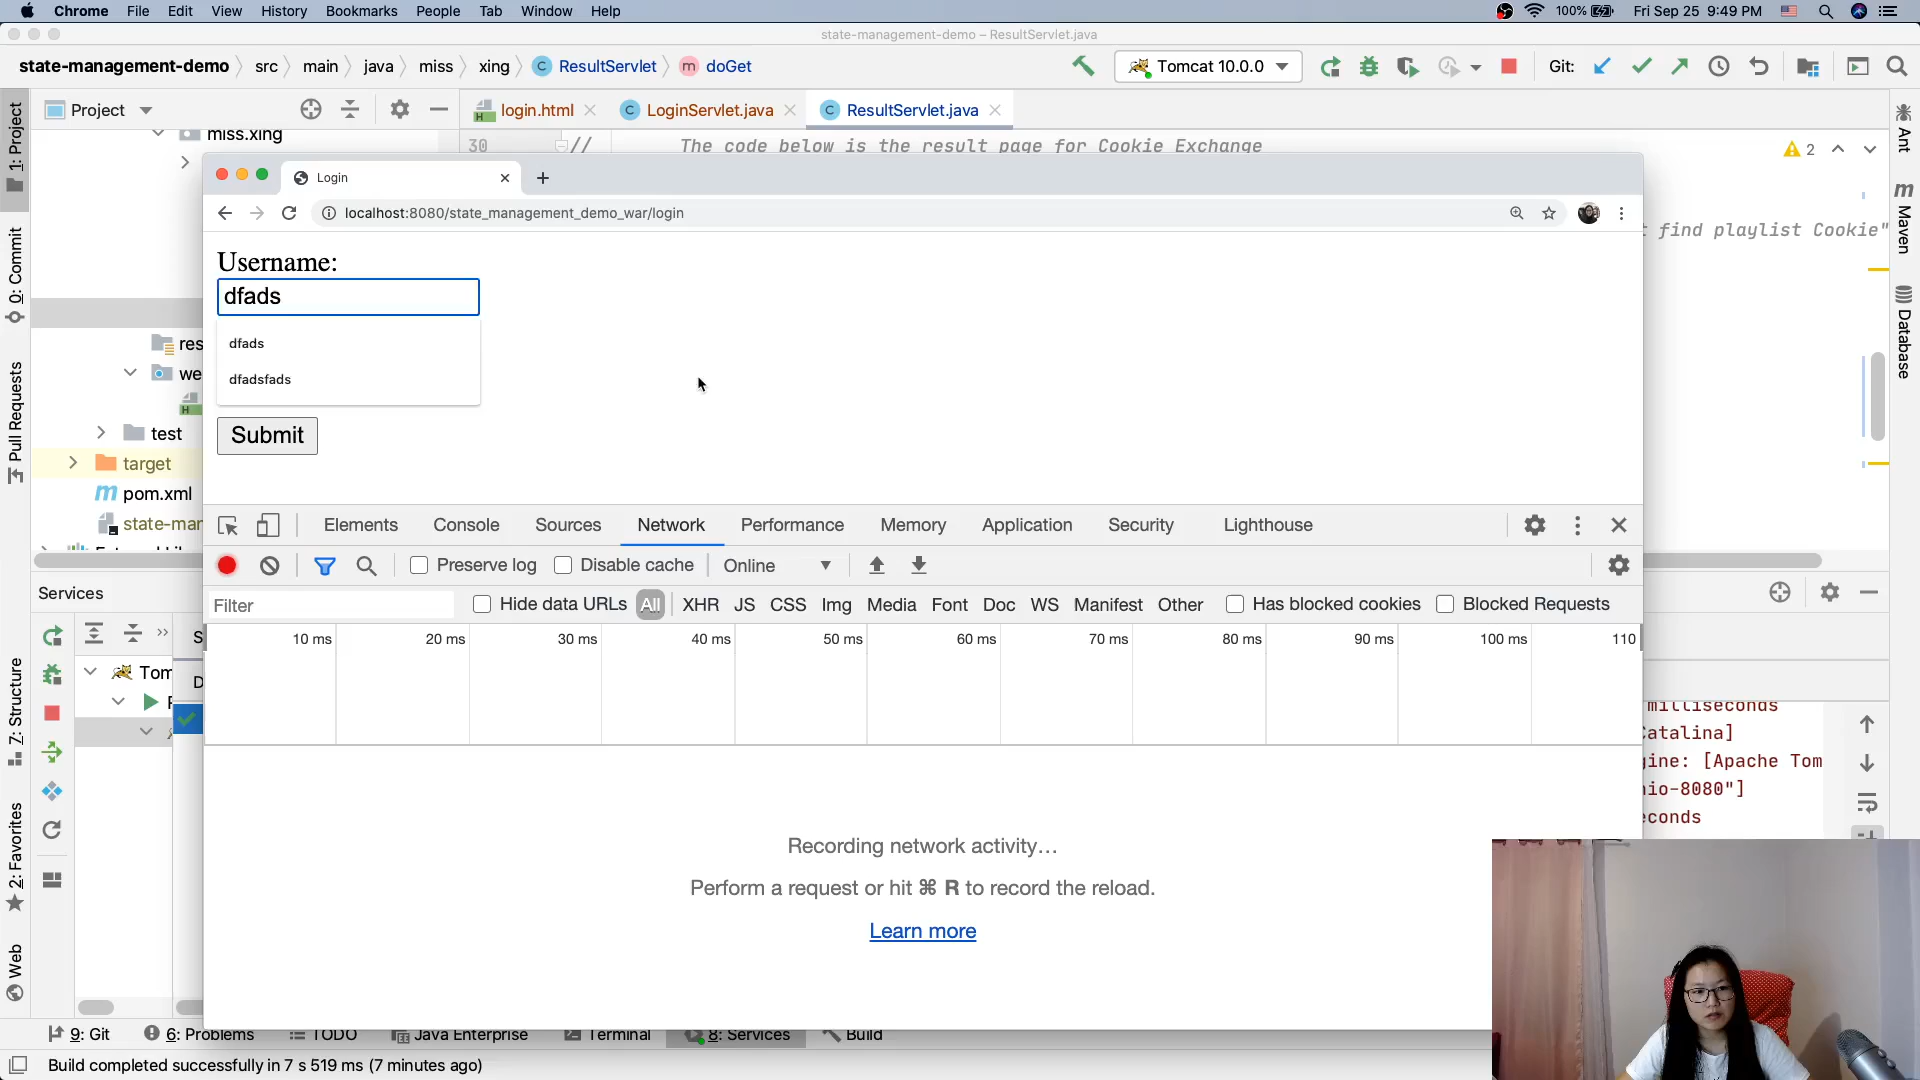 Chrome File Edit View History Bookmarks People Tab Window Help 100% Fri Sep 25 9:49 PM
state-management-demo – ResultServlet.java
state-management-demo src main java miss xing C ResultServlet m doGet Tomcat 10.0.0 Git:
Project login.html C LoginServlet.java C ResultServlet.java
miss.xing 30 // The code below is the result page for Cookie Exchange 2
Login
localhost:8080/state_management_demo_war/login
find playlist Cookie"
Username:
dfads
dfads
dfadsfads
Submit
res
we
H
test
target
m pom.xml
state-mar
1: Project
0: Commit
Pull Requests
Z: Structure
2: Favorites
Web
Ant
m Maven
Database
Elements Console Sources Network Performance Memory Application Security Lighthouse
Preserve log Disable cache Online
Filter Hide data URLs All XHR JS CSS Img Media Font Doc WS Manifest Other Has blocked cookies Blocked Requests
10 ms 20 ms 30 ms 40 ms 50 ms 60 ms 70 ms 80 ms 90 ms 100 ms 110
Recording network activity…
Perform a request or hit ⌘ R to record the reload.
Learn more
Services
S
Tom
D
milliseconds
Catalina]
gine: [Apache Tom
nio-8080"]
econds
9: Git 6: Problems TODO Java Enterprise Terminal 8: Services Build
Build completed successfully in 7 s 519 ms (7 minutes ago)